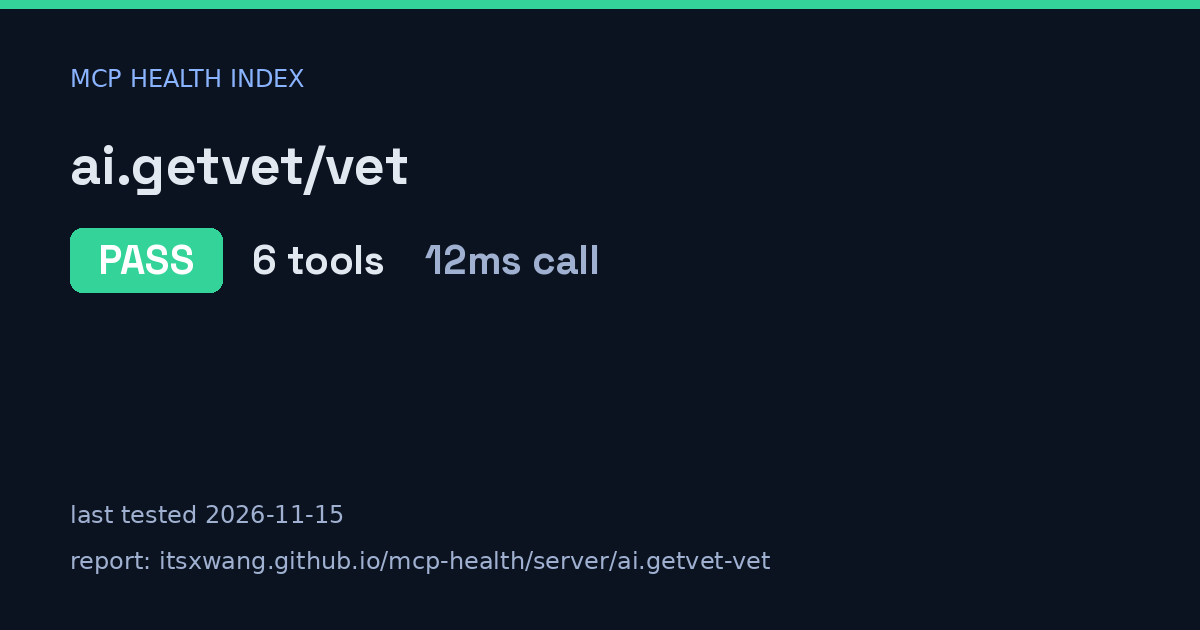 MCP HEALTH INDEX
ai.getvet/vet
PASS 6 tools 12ms call
last tested 2026-11-15
report: itsxwang.github.io/mcp-health/server/ai.getvet-vet